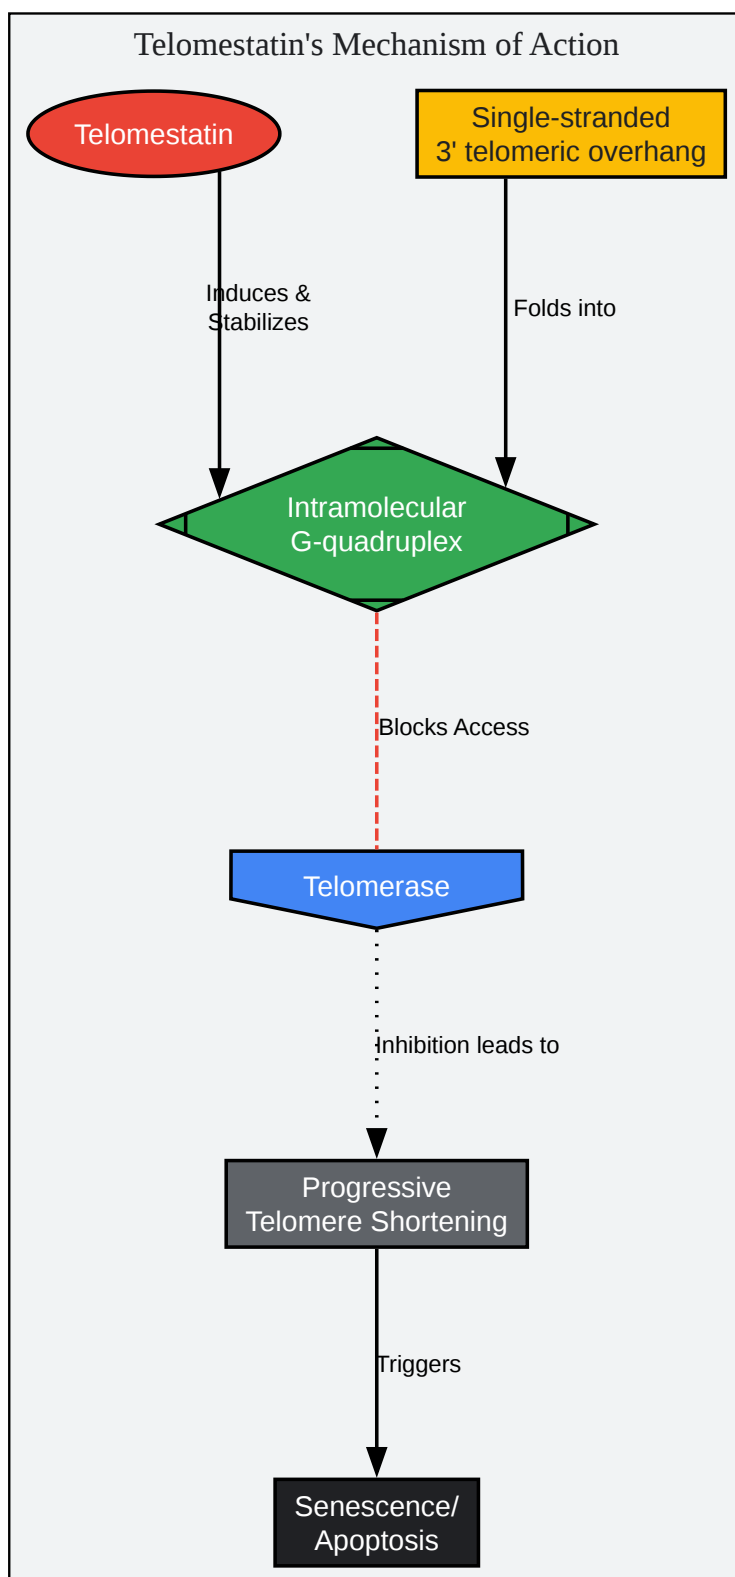 Telomestatin's Mechanism of Action
Telomestatin
Single-stranded
3' telomeric overhang
Induces &
Stabilizes
Folds into
Intramolecular
G-quadruplex
Blocks Access
Telomerase
Inhibition leads to
Progressive
Telomere Shortening
Triggers
Senescence/
Apoptosis